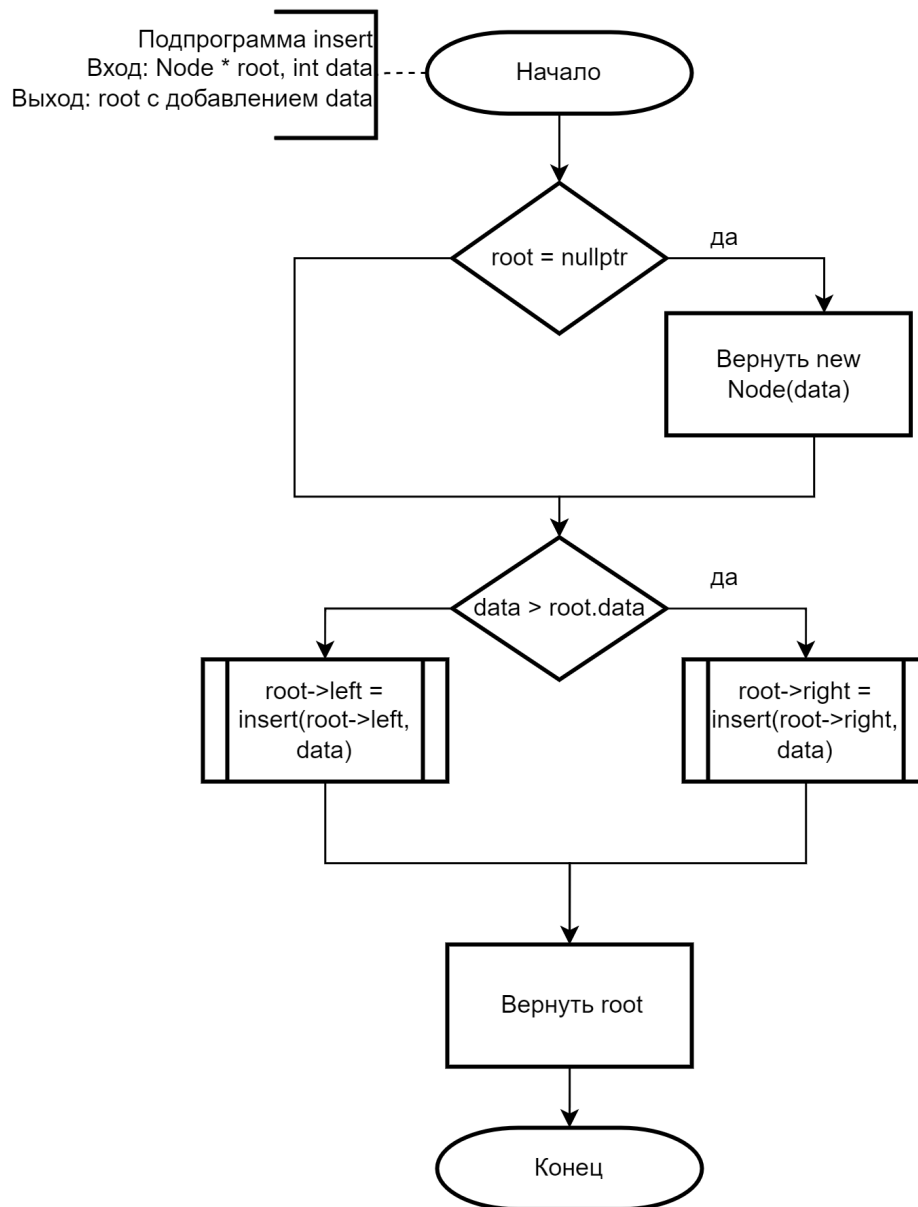 Подпрограмма insert
Вход: Node * root, int data
Выход: root с добавлением data
Начало
root = nullptr
да
Вернуть new
Node(data)
data > root.data
да
root->left =
insert(root->left,
data)
root->right =
insert(root->right,
data)
Вернуть root
Конец